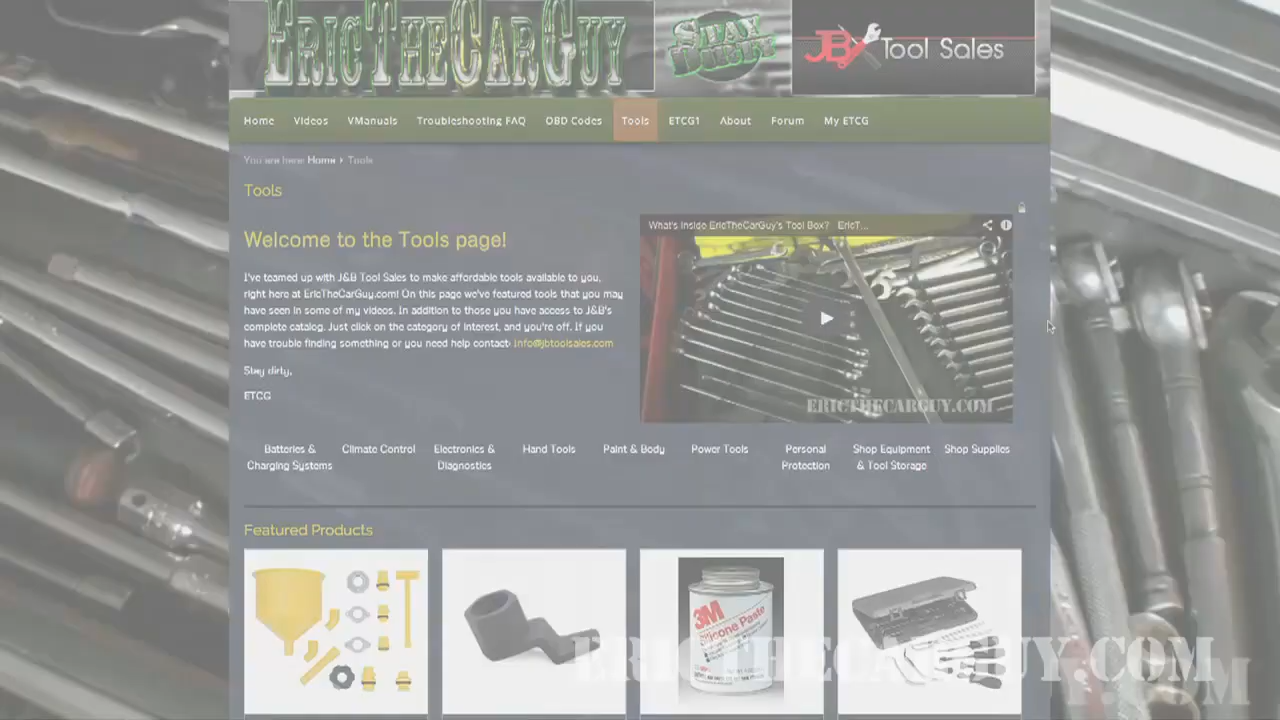 ERICTHECARGUY
STAY
DIRTY
JB Tool Sales
Home Videos VManuals Troubleshooting FAQ OBD Codes Tools ETCG1 About Forum My ETCG
You are here: Home › Tools
Tools
Welcome to the Tools page!
I've teamed up with J&B Tool Sales to make affordable tools available to you,
right here at EricTheCarGuy.com! On this page we've featured tools that you may
have seen in some of my videos. In addition to those you have access to J&B's
complete catalog. Just click on the category of interest, and you're off. If you
have trouble finding something or you need help contact: info@jbtoolsales.com
Stay dirty,
ETCG
What's Inside EricTheCarGuy's Tool Box? EricT...
ERICTHECARGUY.COM
Batteries &
Charging Systems
Climate Control
Electronics &
Diagnostics
Hand Tools
Paint & Body
Power Tools
Personal
Protection
Shop Equipment
& Tool Storage
Shop Supplies
Featured Products
3M
Silicone Paste
ERICTHECARGUY.COM
Y.COM